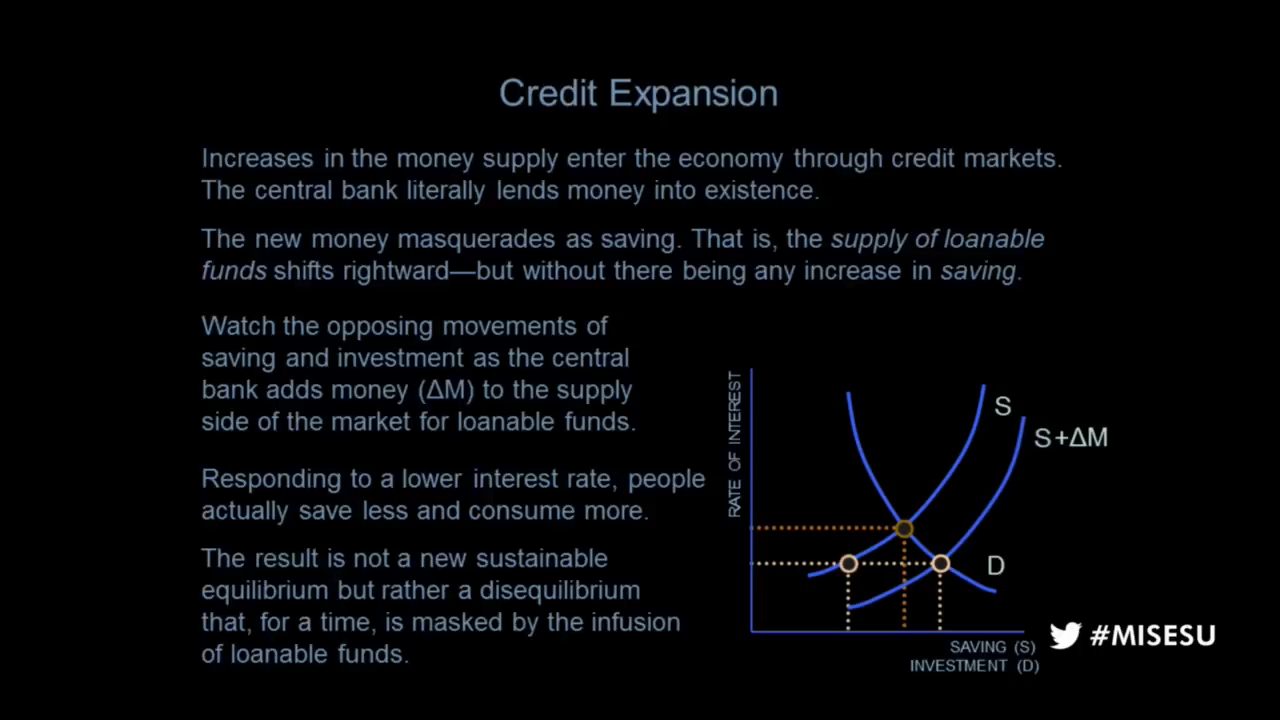 Credit Expansion
Increases in the money supply enter the economy through credit markets.
The central bank literally lends money into existence.
The new money masquerades as saving. That is, the supply of loanable
funds shifts rightward—but without there being any increase in saving.
Watch the opposing movements of
saving and investment as the central
bank adds money (ΔM) to the supply
side of the market for loanable funds.
Responding to a lower interest rate, people
actually save less and consume more.
The result is not a new sustainable
equilibrium but rather a disequilibrium
that, for a time, is masked by the infusion
of loanable funds.
RATE OF INTEREST
S
S+ΔM
D
SAVING (S)
INVESTMENT (D)
#MISESU